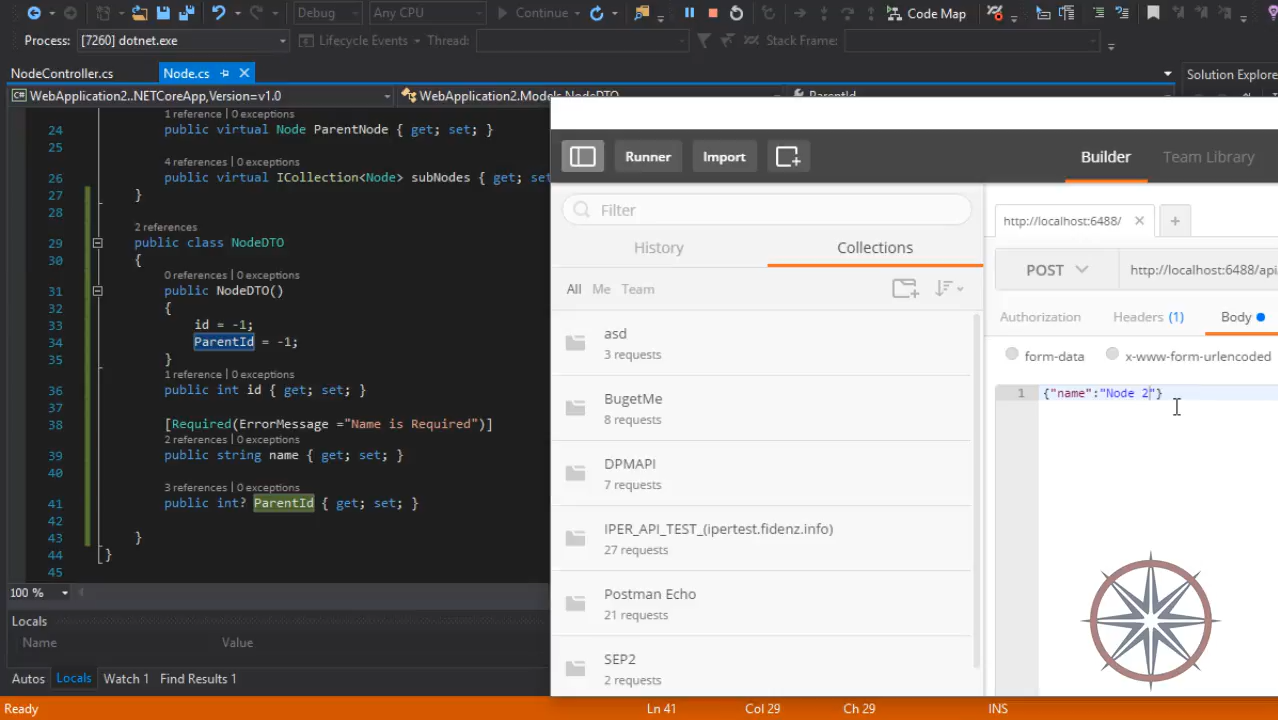 Debug Any CPU Continue Code Map
Process: [7260] dotnet.exe Lifecycle Events Thread: Stack Frame:
NodeController.cs Node.cs Solution Explore
WebApplication2..NETCoreApp,Version=v1.0 WebApplication2.Models.NodeDTO ParentId
1 reference | 0 exceptions
24 public virtual Node ParentNode { get; set; }
25
4 references | 0 exceptions
26 public virtual ICollection<Node> subNodes { get; set
27 }
28
2 references
29 public class NodeDTO
30 {
0 references | 0 exceptions
31 public NodeDTO()
32 {
33 id = -1;
34 ParentId = -1;
35 }
1 reference | 0 exceptions
36 public int id { get; set; }
37
38 [Required(ErrorMessage ="Name is Required")]
2 references | 0 exceptions
39 public string name { get; set; }
40
3 references | 0 exceptions
41 public int? ParentId { get; set; }
42
43 }
44 }
45
100 %
Locals
Name Value
Autos Locals Watch 1 Find Results 1
Ready Ln 41 Col 29 Ch 29 INS
Runner Import Builder Team Library
Filter
History Collections
All Me Team
asd
3 requests
BugetMe
8 requests
DPMAPI
7 requests
IPER_API_TEST_(ipertest.fidenz.info)
27 requests
Postman Echo
21 requests
SEP2
2 requests
http://localhost:6488/
POST http://localhost:6488/api
Authorization Headers (1) Body
form-data x-www-form-urlencoded
1 {"name":"Node 2"}